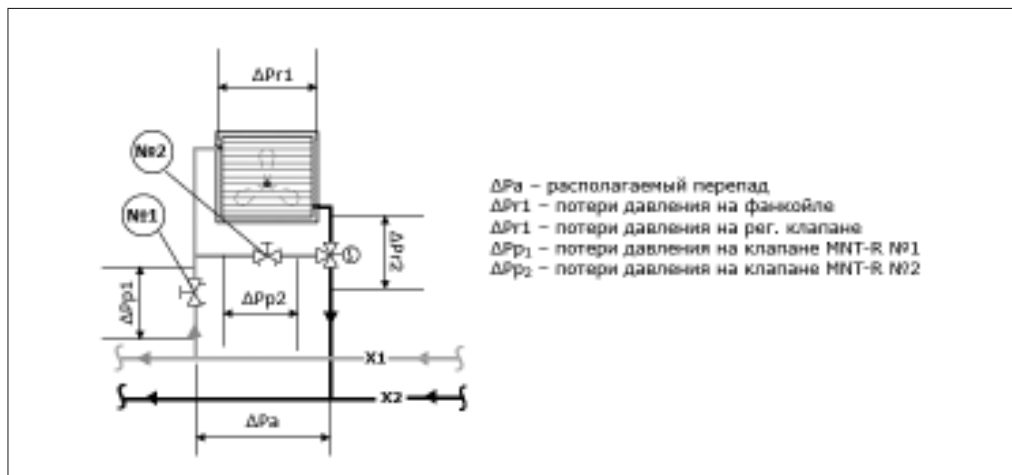 ΔPr1
№2
№1
ΔPr2
ΔPp1
ΔPp2
X1
X2
ΔPa
ΔPa – располагаемый перепад
ΔPr1 – потери давления на фанкойле
ΔPr1 – потери давления на рег. клапане
ΔPp₁ – потери давления на клапане MNT-R №1
ΔPp₂ – потери давления на клапане MNT-R №2